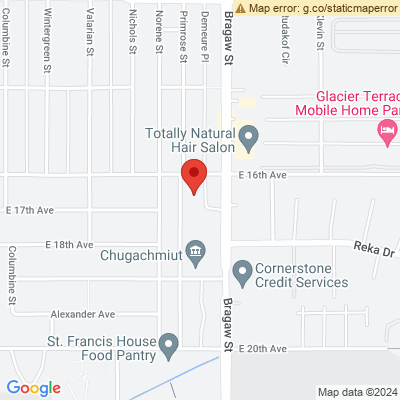 Map error: g.co/staticmaperror
Columbine St
Wintergreen St
Valarian St
Nichols St
Norene St
Primrose St
Demeure Pl
Bragaw St
tudakof Cir
Klevin St
Glacier Terrac
Mobile Home Par
Totally Natural
Hair Salon
E 16th Ave
E 17th Ave
E 18th Ave
Reka Dr
Chugachmiut
Columbine St
Cornerstone
Credit Services
Alexander Ave
Bragaw St
St. Francis House
Food Pantry
E 20th Ave
Google
Map data ©2024